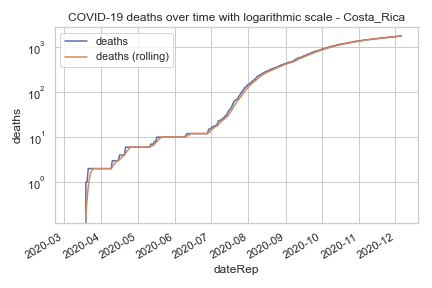 COVID-19 deaths over time with logarithmic scale - Costa_Rica
deaths
deaths (rolling)
10³
10²
10¹
10⁰
deaths
2020-03
2020-04
2020-05
2020-06
2020-07
2020-08
2020-09
2020-10
2020-11
2020-12
dateRep